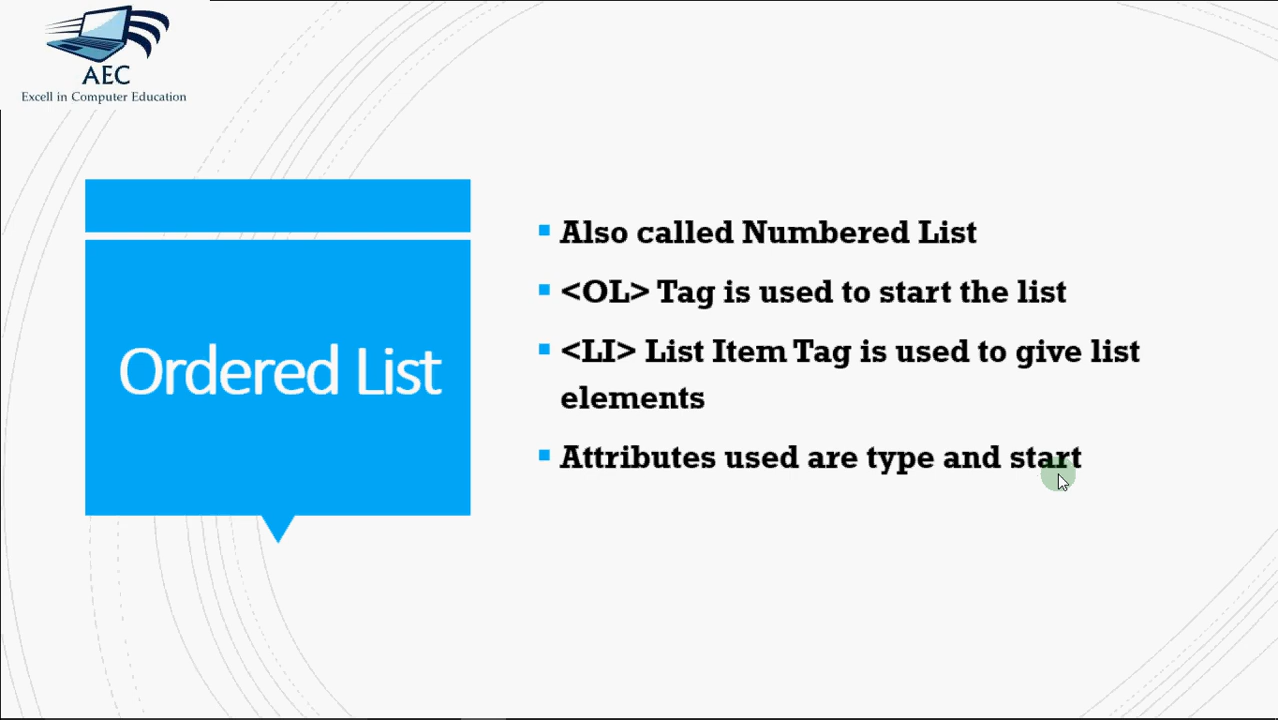 AEC
Excell in Computer Education
Ordered List
Also called Numbered List
<OL> Tag is used to start the list
<LI> List Item Tag is used to give list
elements
Attributes used are type and start